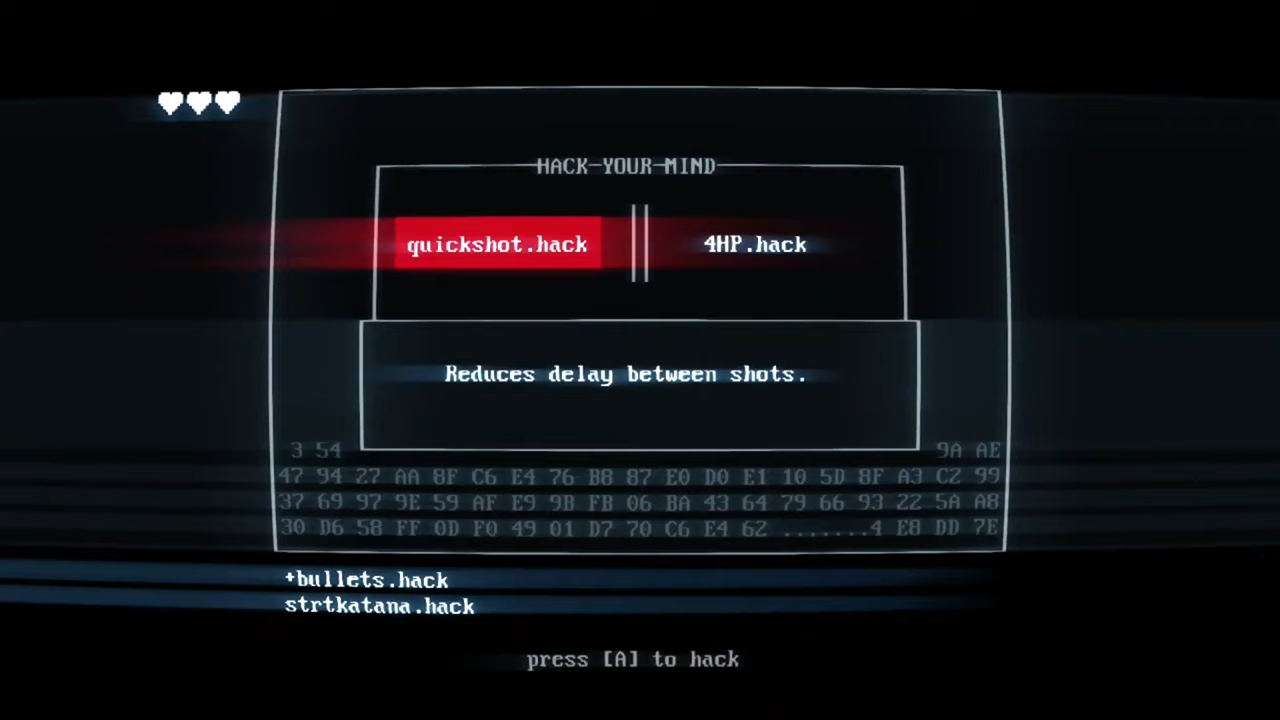 HACK YOUR MIND
quickshot.hack 4HP.hack
Reduces delay between shots.
3 54 9A AE
47 94 27 AA 8F C6 E4 76 B8 87 E0 D0 E1 10 5D 8F A3 C2 99
37 69 97 9E 59 AF E9 9B FB 06 BA 43 64 79 66 93 22 5A A8
30 D6 58 FF 0D F0 49 01 D7 70 C6 E4 62 .......4 E8 DD 7E
+bullets.hack
strtkatana.hack
press [A] to hack